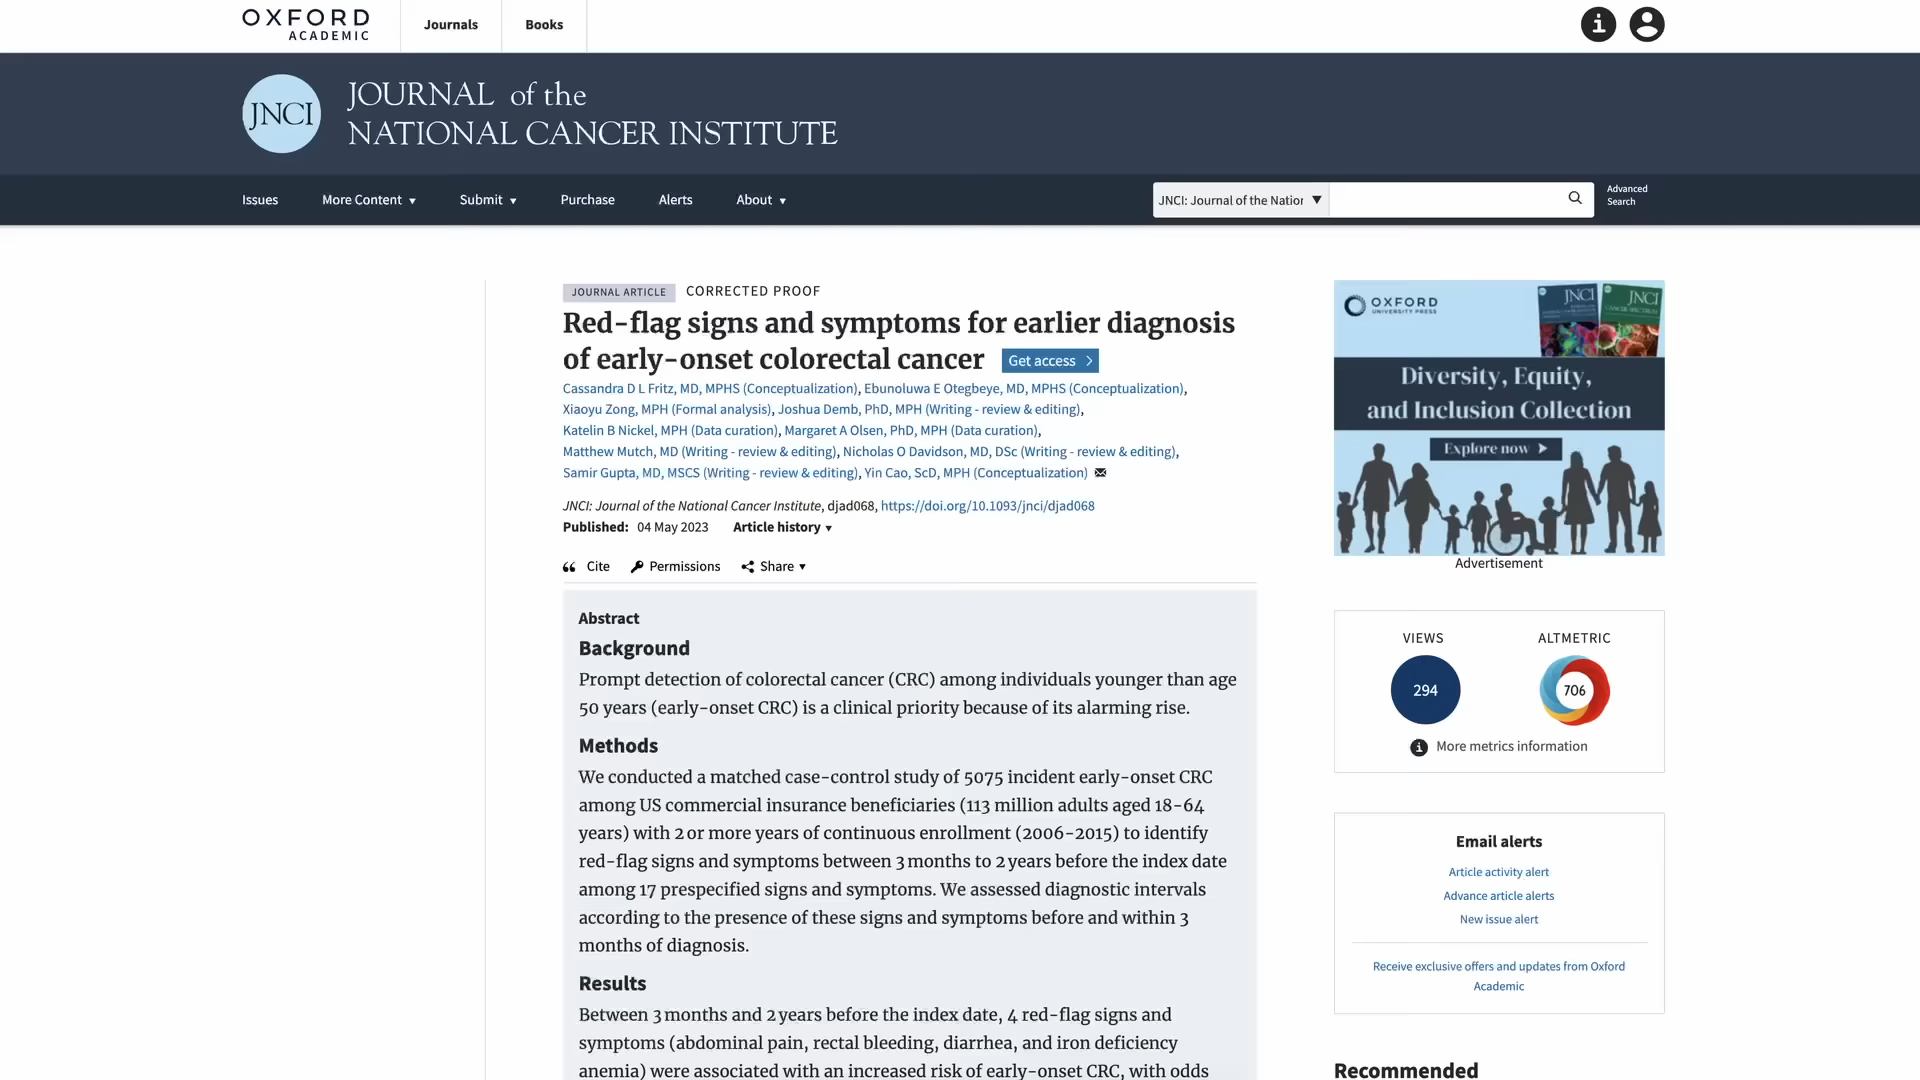 OXFORD
ACADEMIC
Journals
Books
JNCI
JOURNAL of the
NATIONAL CANCER INSTITUTE
Issues
More Content ▼
Submit ▼
Purchase
Alerts
About ▼
JNCI: Journal of the Nation ▼
Advanced
Search
JOURNAL ARTICLE CORRECTED PROOF
Red-flag signs and symptoms for earlier diagnosis
of early-onset colorectal cancer Get access >
Cassandra D L Fritz, MD, MPHS (Conceptualization), Ebunoluwa E Otegbeye, MD, MPHS (Conceptualization),
Xiaoyu Zong, MPH (Formal analysis), Joshua Demb, PhD, MPH (Writing - review & editing),
Katelin B Nickel, MPH (Data curation), Margaret A Olsen, PhD, MPH (Data curation),
Matthew Mutch, MD (Writing - review & editing), Nicholas O Davidson, MD, DSc (Writing - review & editing),
Samir Gupta, MD, MSCS (Writing - review & editing), Yin Cao, ScD, MPH (Conceptualization)
JNCI: Journal of the National Cancer Institute, djad068, https://doi.org/10.1093/jnci/djad068
Published: 04 May 2023 Article history ▼
Cite
Permissions
Share ▼
Abstract
Background
Prompt detection of colorectal cancer (CRC) among individuals younger than age
50 years (early-onset CRC) is a clinical priority because of its alarming rise.
Methods
We conducted a matched case-control study of 5075 incident early-onset CRC
among US commercial insurance beneficiaries (113 million adults aged 18-64
years) with 2 or more years of continuous enrollment (2006-2015) to identify
red-flag signs and symptoms between 3 months to 2 years before the index date
among 17 prespecified signs and symptoms. We assessed diagnostic intervals
according to the presence of these signs and symptoms before and within 3
months of diagnosis.
Results
Between 3 months and 2 years before the index date, 4 red-flag signs and
symptoms (abdominal pain, rectal bleeding, diarrhea, and iron deficiency
anemia) were associated with an increased risk of early-onset CRC, with odds
OXFORD
UNIVERSITY PRESS
JNCI
JNCI
Diversity, Equity,
and Inclusion Collection
Explore now
Advertisement
VIEWS
294
ALTMETRIC
706
More metrics information
Email alerts
Article activity alert
Advance article alerts
New issue alert
Receive exclusive offers and updates from Oxford
Academic
Recommended